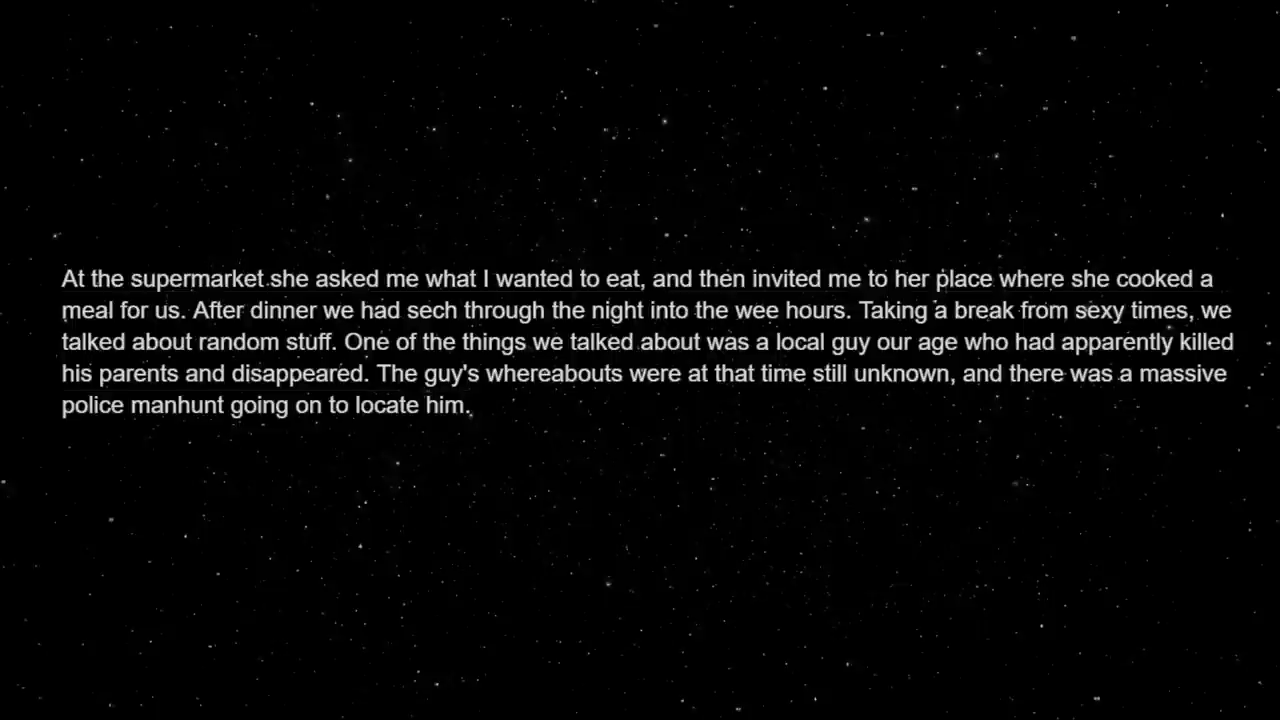 At the supermarket she asked me what I wanted to eat, and then invited me to her place where she cooked a
meal for us. After dinner we had sech through the night into the wee hours. Taking a break from sexy times, we
talked about random stuff. One of the things we talked about was a local guy our age who had apparently killed
his parents and disappeared. The guy's whereabouts were at that time still unknown, and there was a massive
police manhunt going on to locate him.